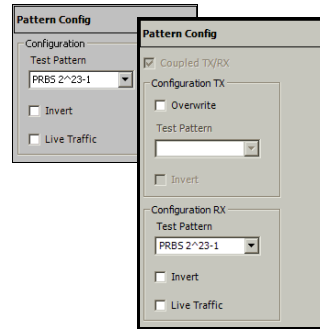 Pattern Config
Configuration
Test Pattern
PRBS 2^23-1
Invert
Live Traffic
Pattern Config
Coupled TX/RX
Configuration TX
Overwrite
Test Pattern
Invert
Configuration RX
Test Pattern
PRBS 2^23-1
Invert
Live Traffic